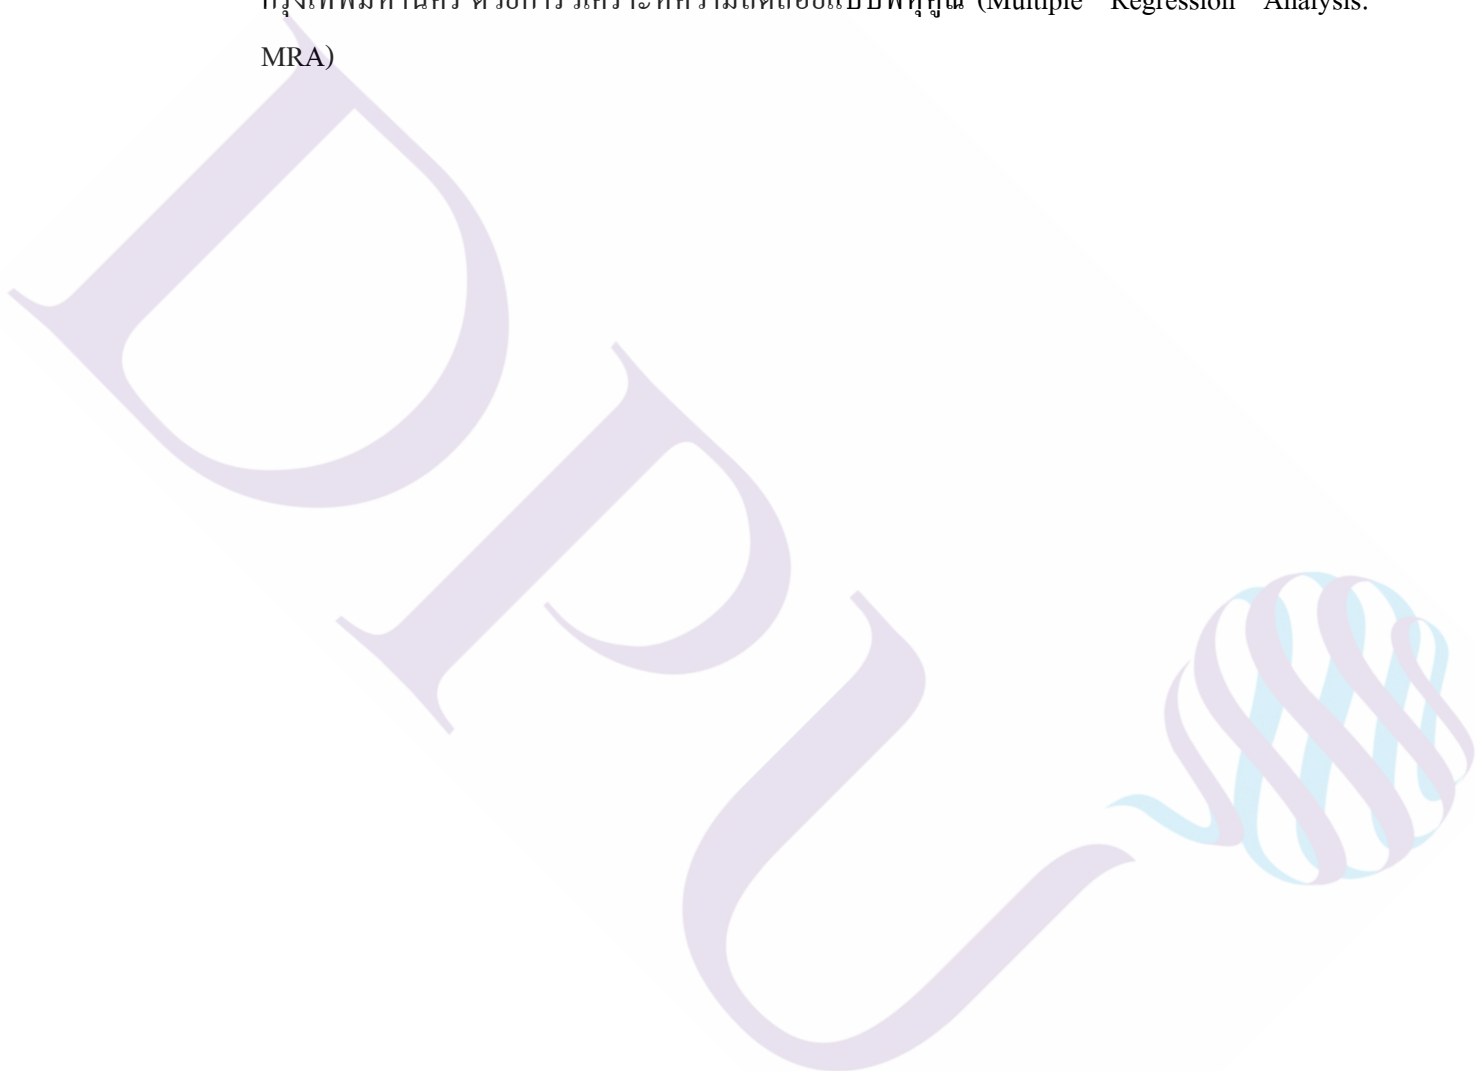 กรุงเทพมหานคร ด้วยการวิเคราะห์ความถดถอยแบบพหุคูณ (Multiple Regression Analysis:
MRA)
DPU